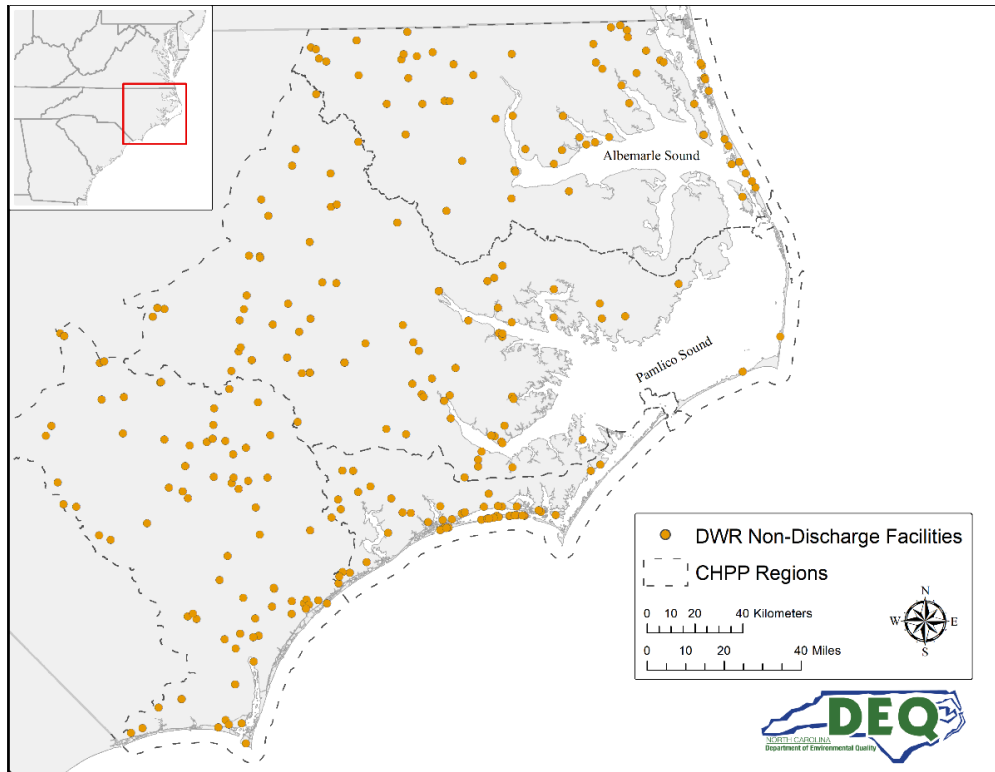 Albemarle Sound
Pamlico Sound
DWR Non-Discharge Facilities
CHPP Regions
0 10 20 40 Kilometers
0 10 20 40 Miles
N
W E
S
DEQ
NORTH CAROLINA
Department of Environmental Quality